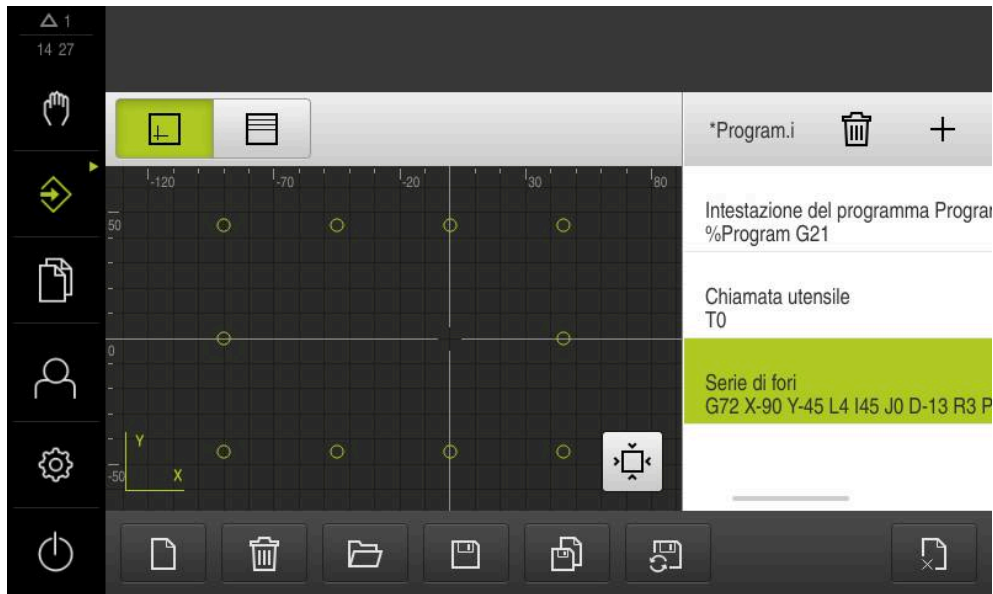 1
14 27
*Program.i
-120 -70 -20 30 80
Intestazione del programma Progra
%Program G21
50
Chiamata utensile
T0
0
Serie di fori
G72 X-90 Y-45 L4 I45 J0 D-13 R3 P
Y
-50 X